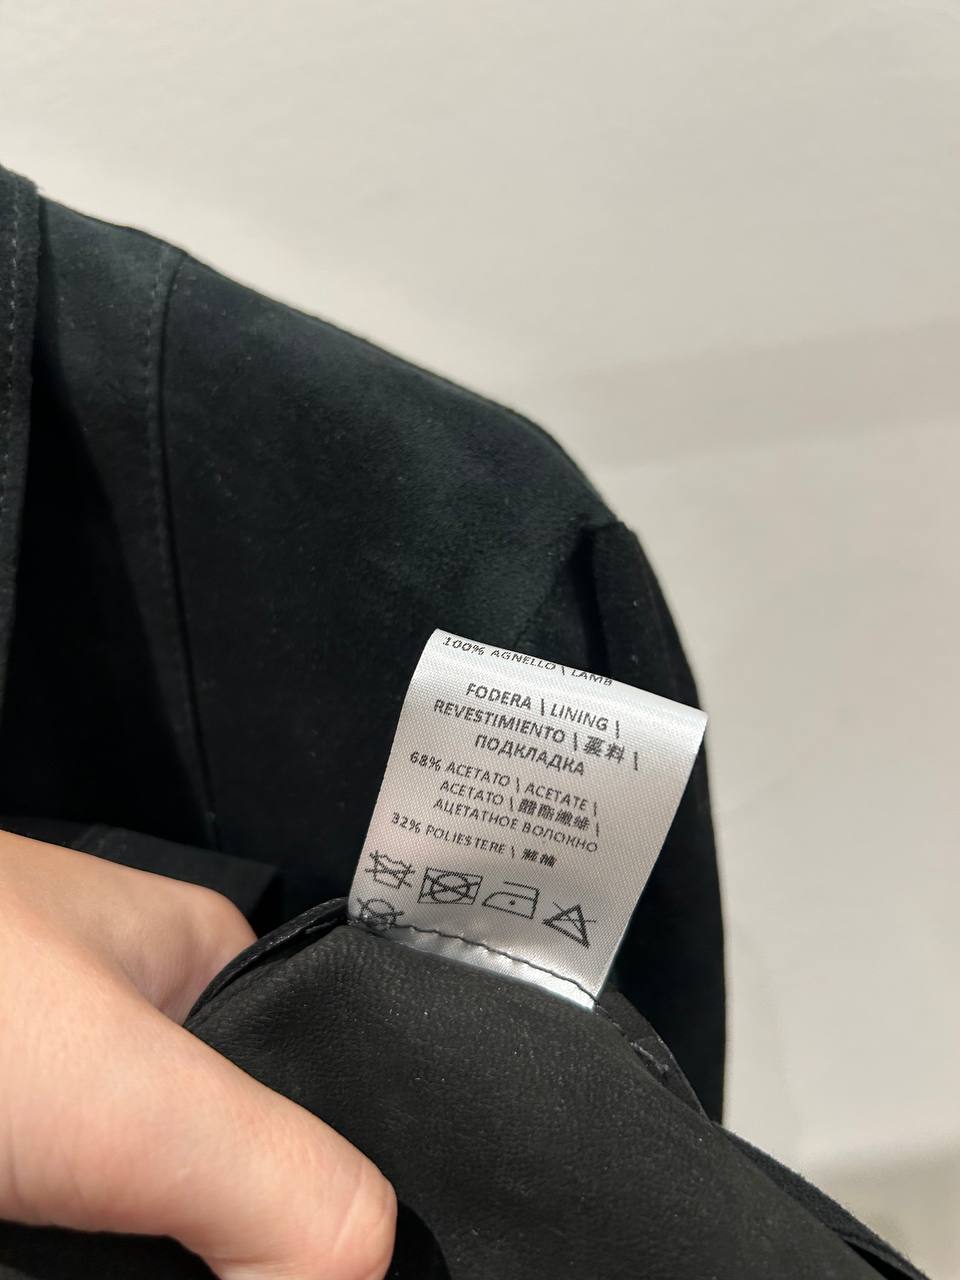 100% AGNELLO \ LAMB
FODERA \ LINING \
REVESTIMIENTO \ 料 \
ПОДКЛАДКА
68% ACETATO \ ACETATE \
ACETATO \ 醋酯纖維 \
АЦЕТАТНОЕ ВОЛОКНО
32% POLIESTERE \